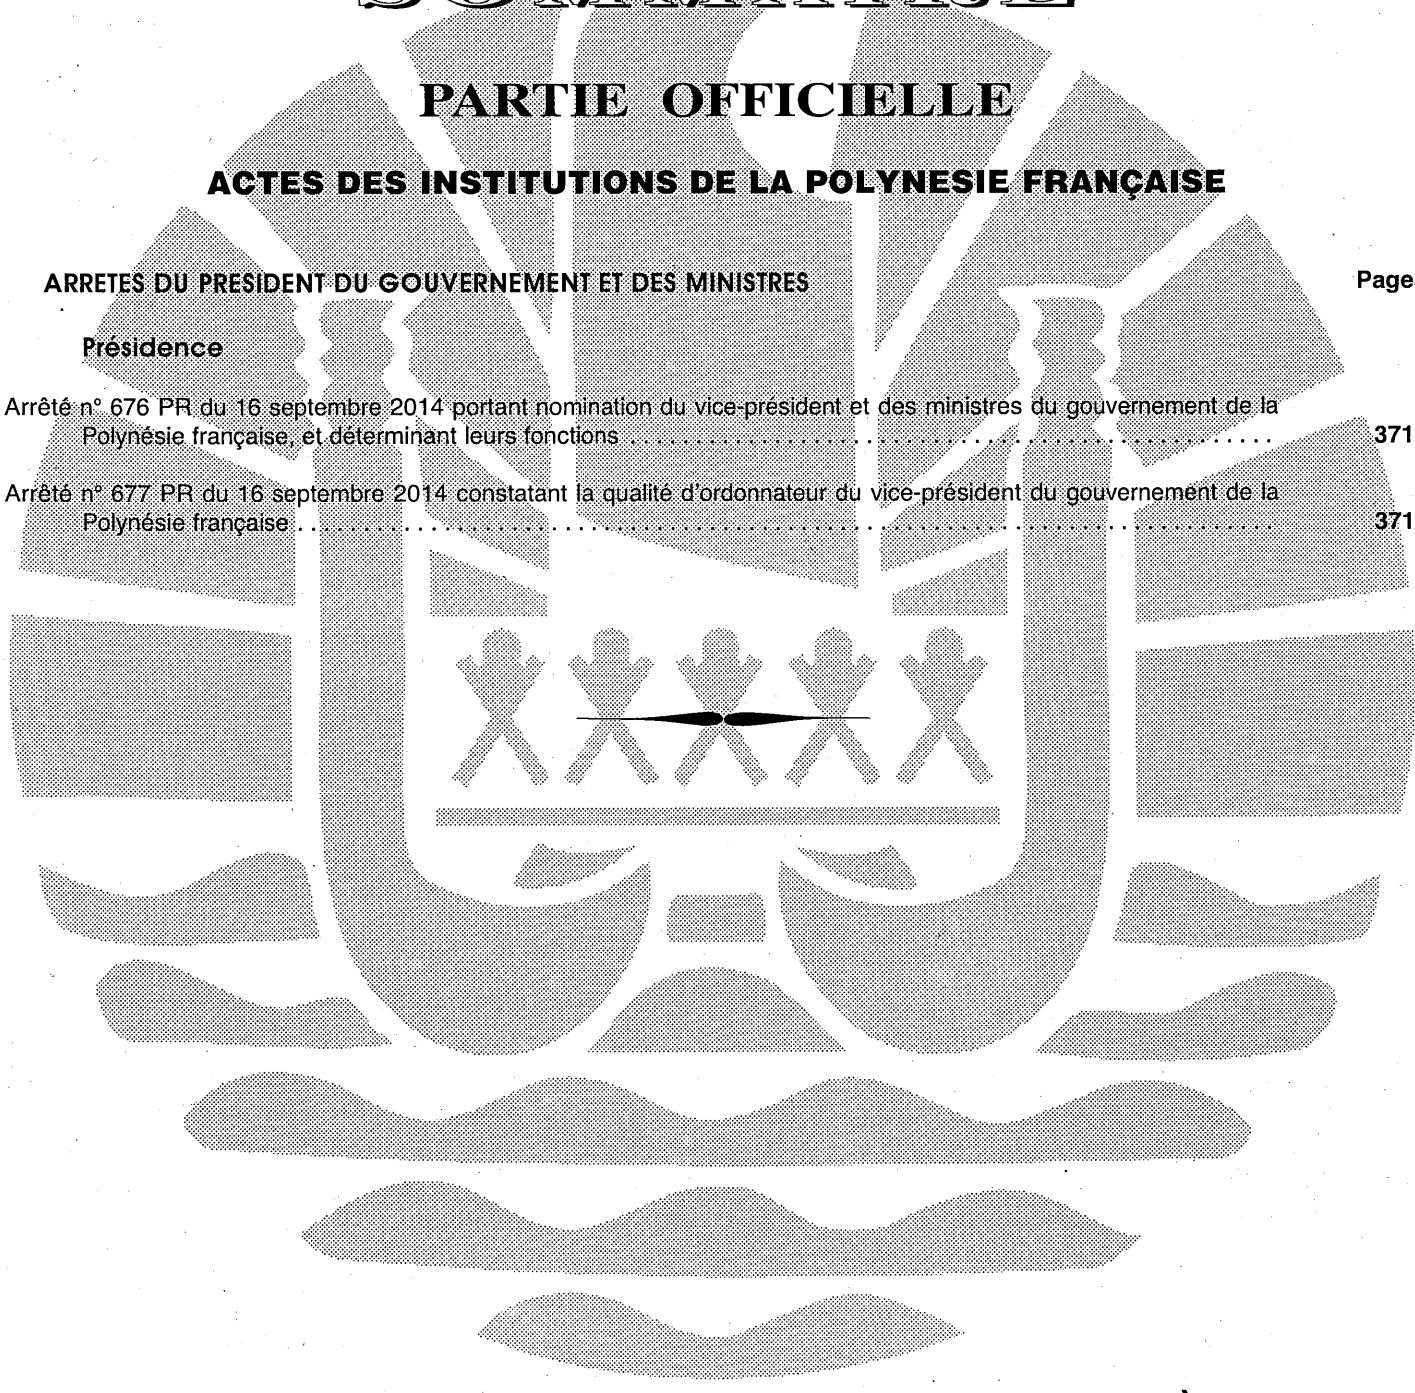 SOMMAIRE
PARTIE OFFICIELLE
ACTES DES INSTITUTIONS DE LA POLYNESIE FRANÇAISE
ARRETES DU PRESIDENT DU GOUVERNEMENT ET DES MINISTRES Page
Présidence
Arrêté n° 676 PR du 16 septembre 2014 portant nomination du vice-président et des ministres du gouvernement de la
Polynésie française, et déterminant leurs fonctions . . . . . . . . . . . . . . . . . . . . . . . . . . . . . . . . . . . . . . . . . . . . . . . . . . . . . . 371
Arrêté n° 677 PR du 16 septembre 2014 constatant la qualité d'ordonnateur du vice-président du gouvernement de la
Polynésie française . . . . . . . . . . . . . . . . . . . . . . . . . . . . . . . . . . . . . . . . . . . . . . . . . . . . . . . . . . . . . . . . . . . . . . . . . . . . 371